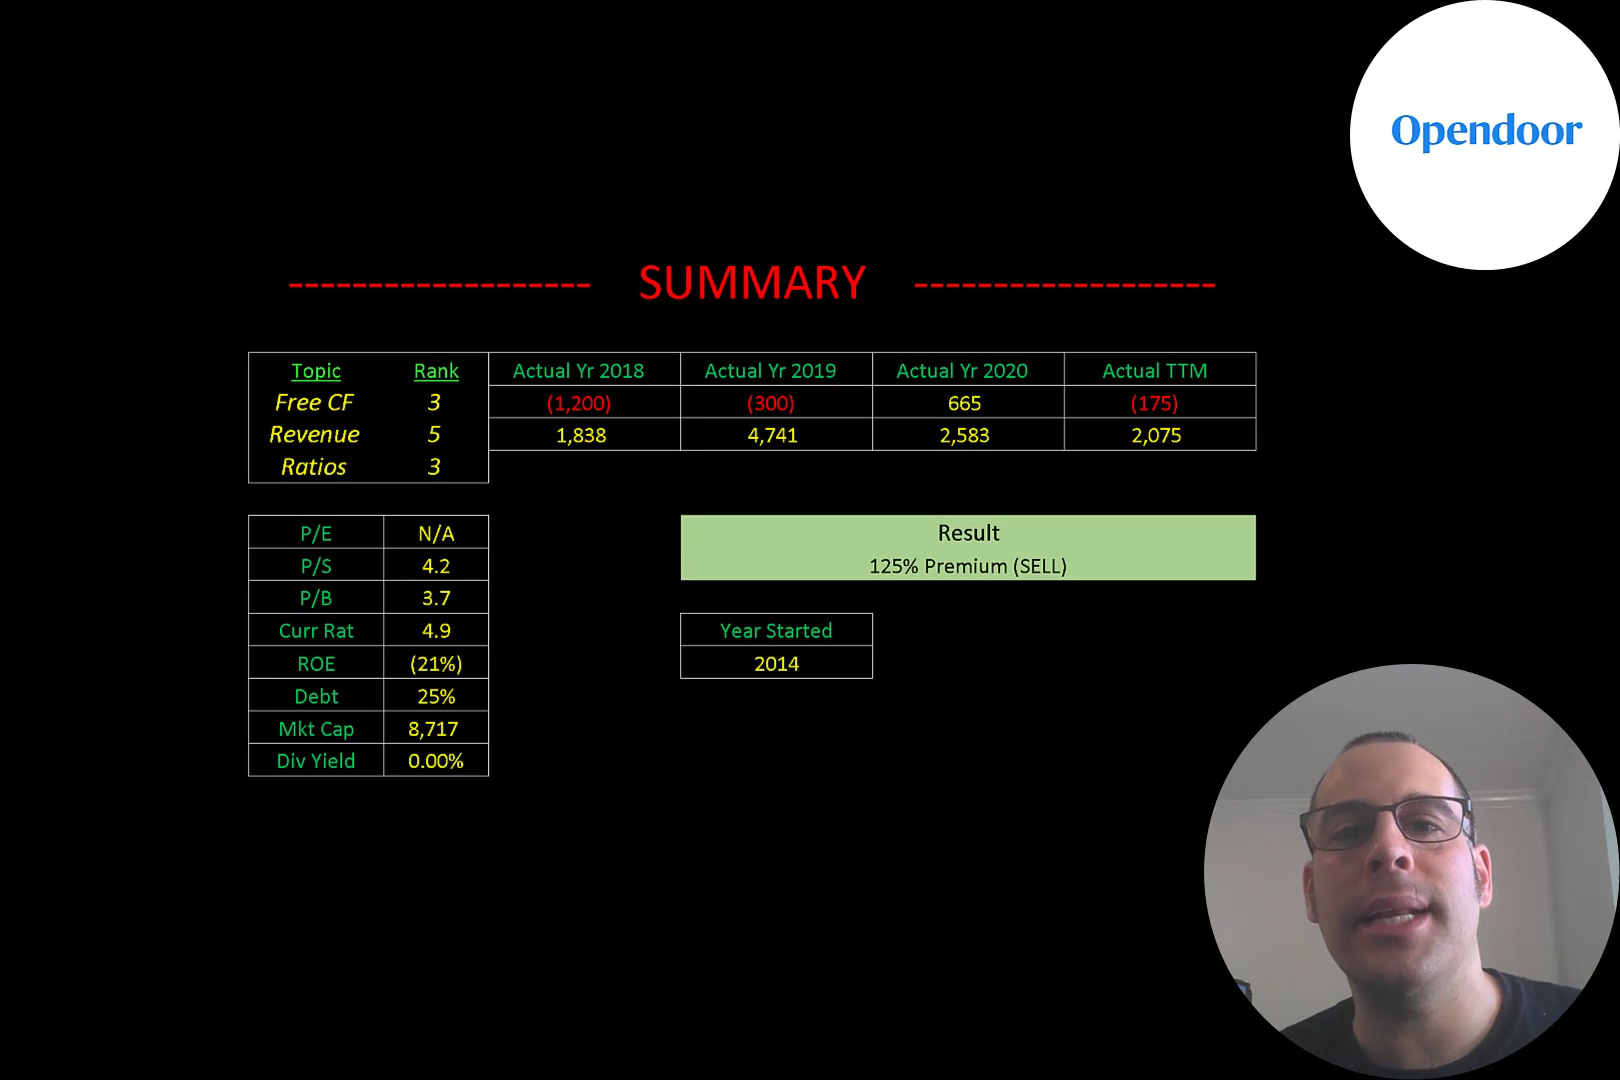 Opendoor
------------------- SUMMARY -------------------
Topic Rank Actual Yr 2018 Actual Yr 2019 Actual Yr 2020 Actual TTM
Free CF 3 (1,200) (300) 665 (175)
Revenue 5 1,838 4,741 2,583 2,075
Ratios 3
P/E N/A
P/S 4.2
P/B 3.7
Curr Rat 4.9
ROE (21%)
Debt 25%
Mkt Cap 8,717
Div Yield 0.00%
Result
125% Premium (SELL)
Year Started
2014